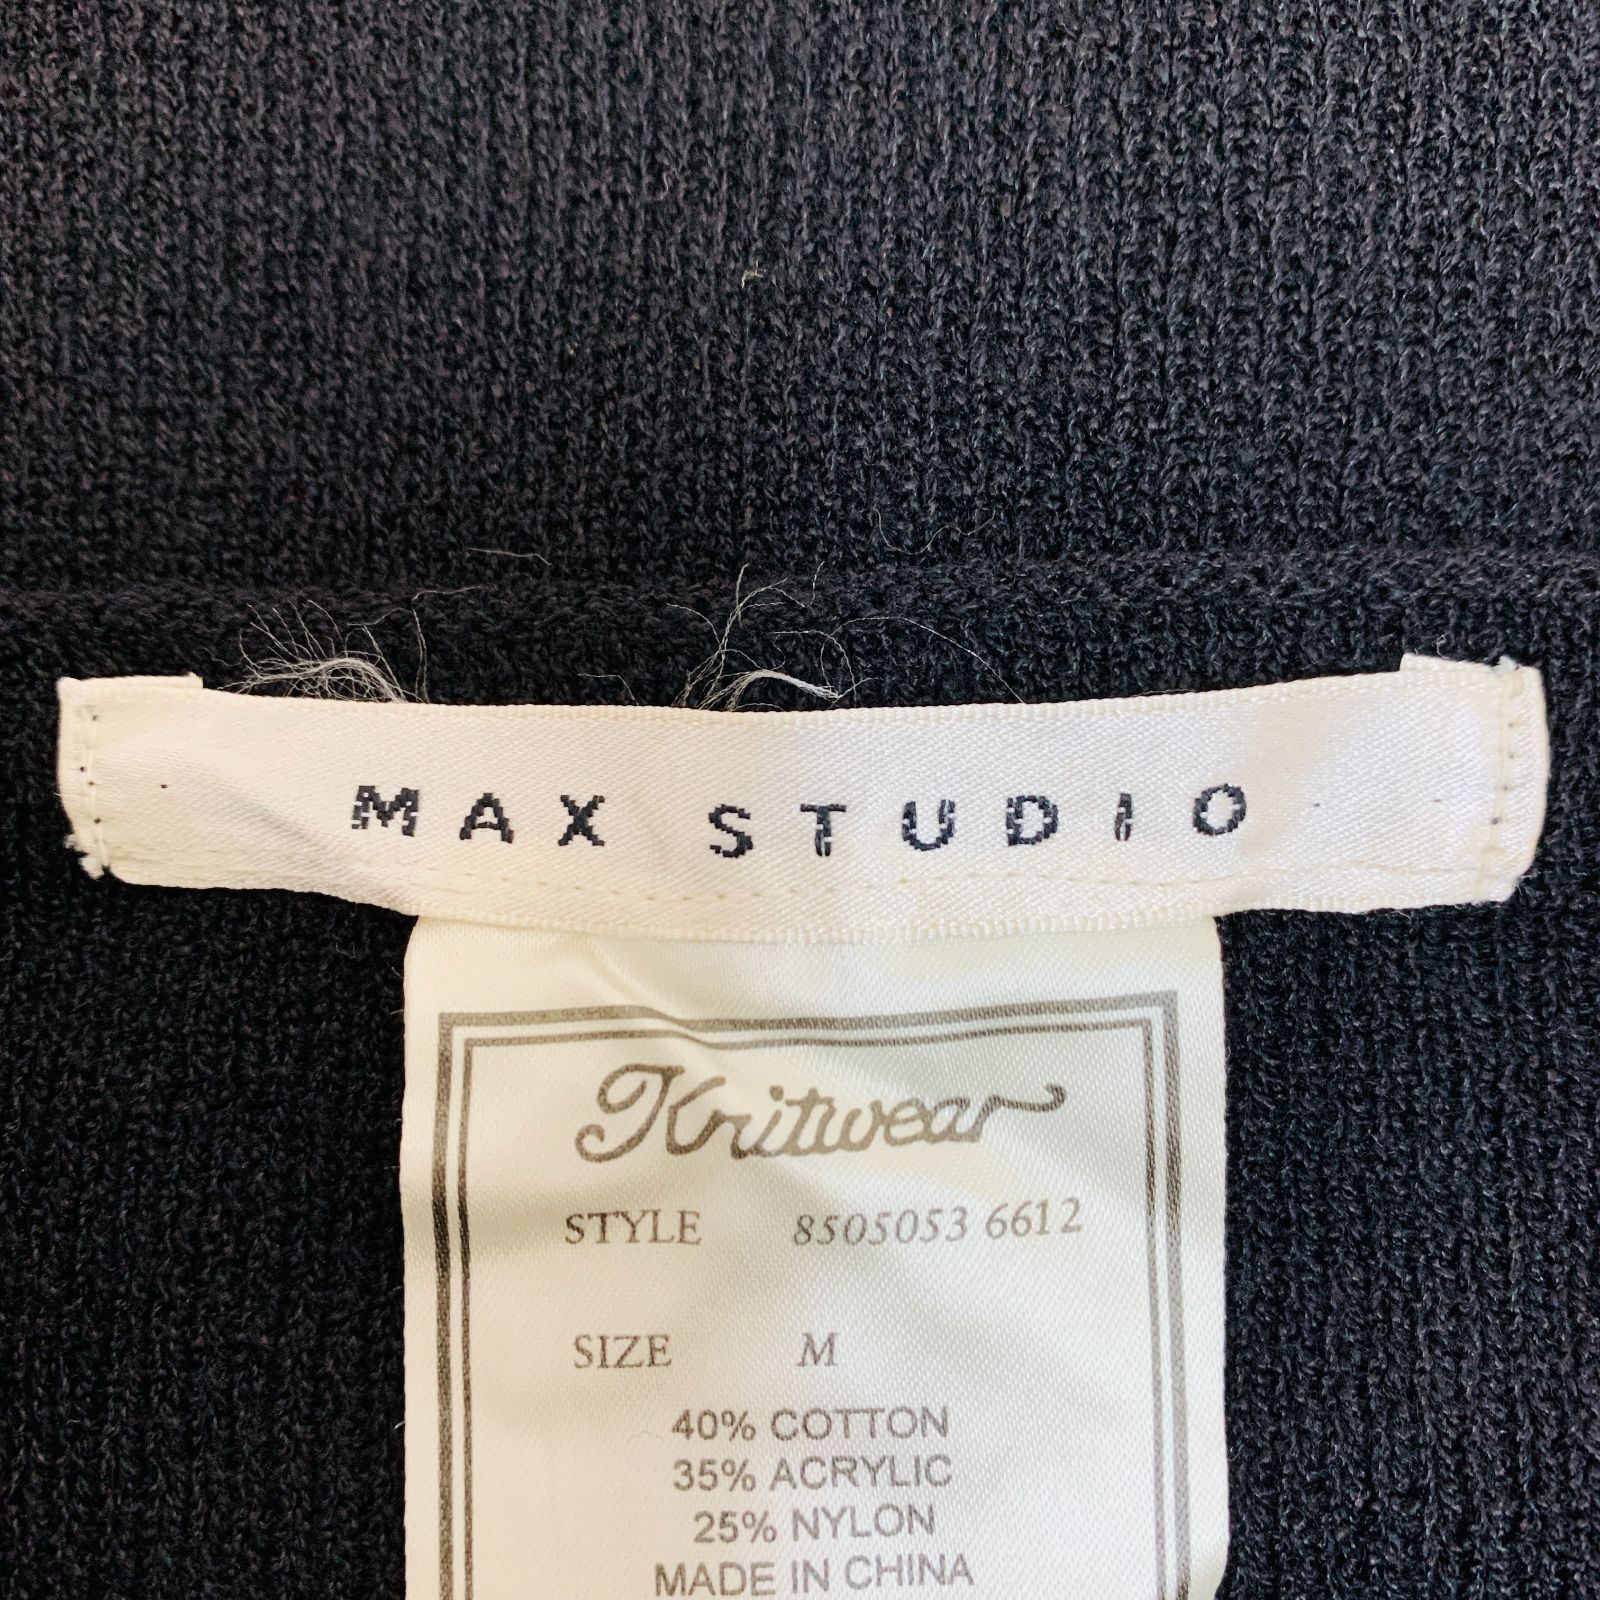 MAX STUDIO
Knitwear
STYLE 8505053 6612
SIZE M
40% COTTON
35% ACRYLIC
25% NYLON
MADE IN CHINA